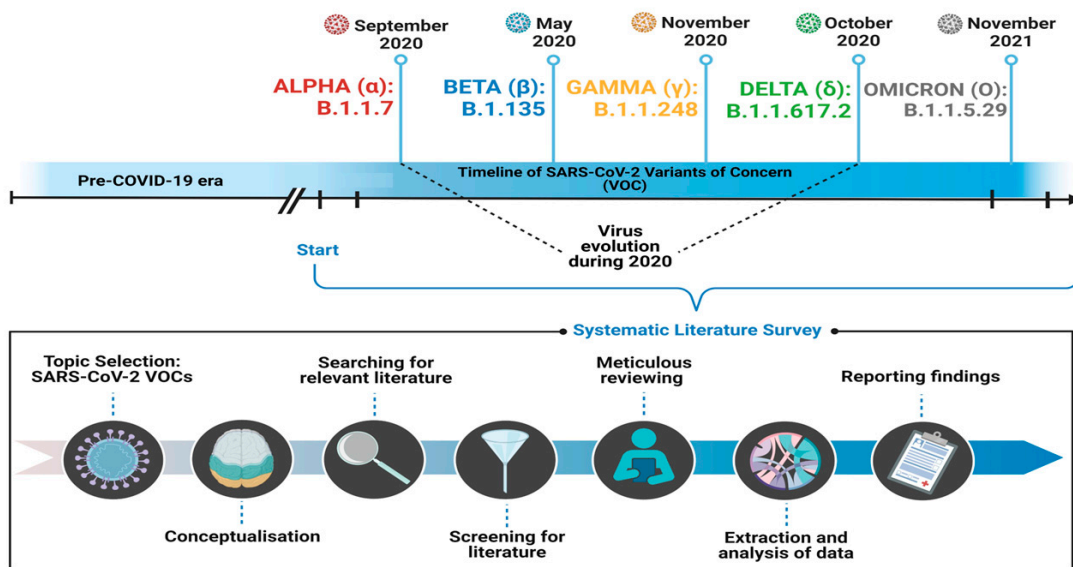 September
2020
May
2020
November
2020
October
2020
November
2021
ALPHA (α):
B.1.1.7
BETA (β):
B.1.135
GAMMA (γ):
B.1.1.248
DELTA (δ):
B.1.1.617.2
OMICRON (O):
B.1.1.5.29
Pre-COVID-19 era
Timeline of SARS-CoV-2 Variants of Concern
(VOC)
Virus
evolution
during 2020
Start
Systematic Literature Survey
Topic Selection:
SARS-CoV-2 VOCs
Searching for
relevant literature
Meticulous
reviewing
Reporting findings
Conceptualisation
Screening for
literature
Extraction and
analysis of data